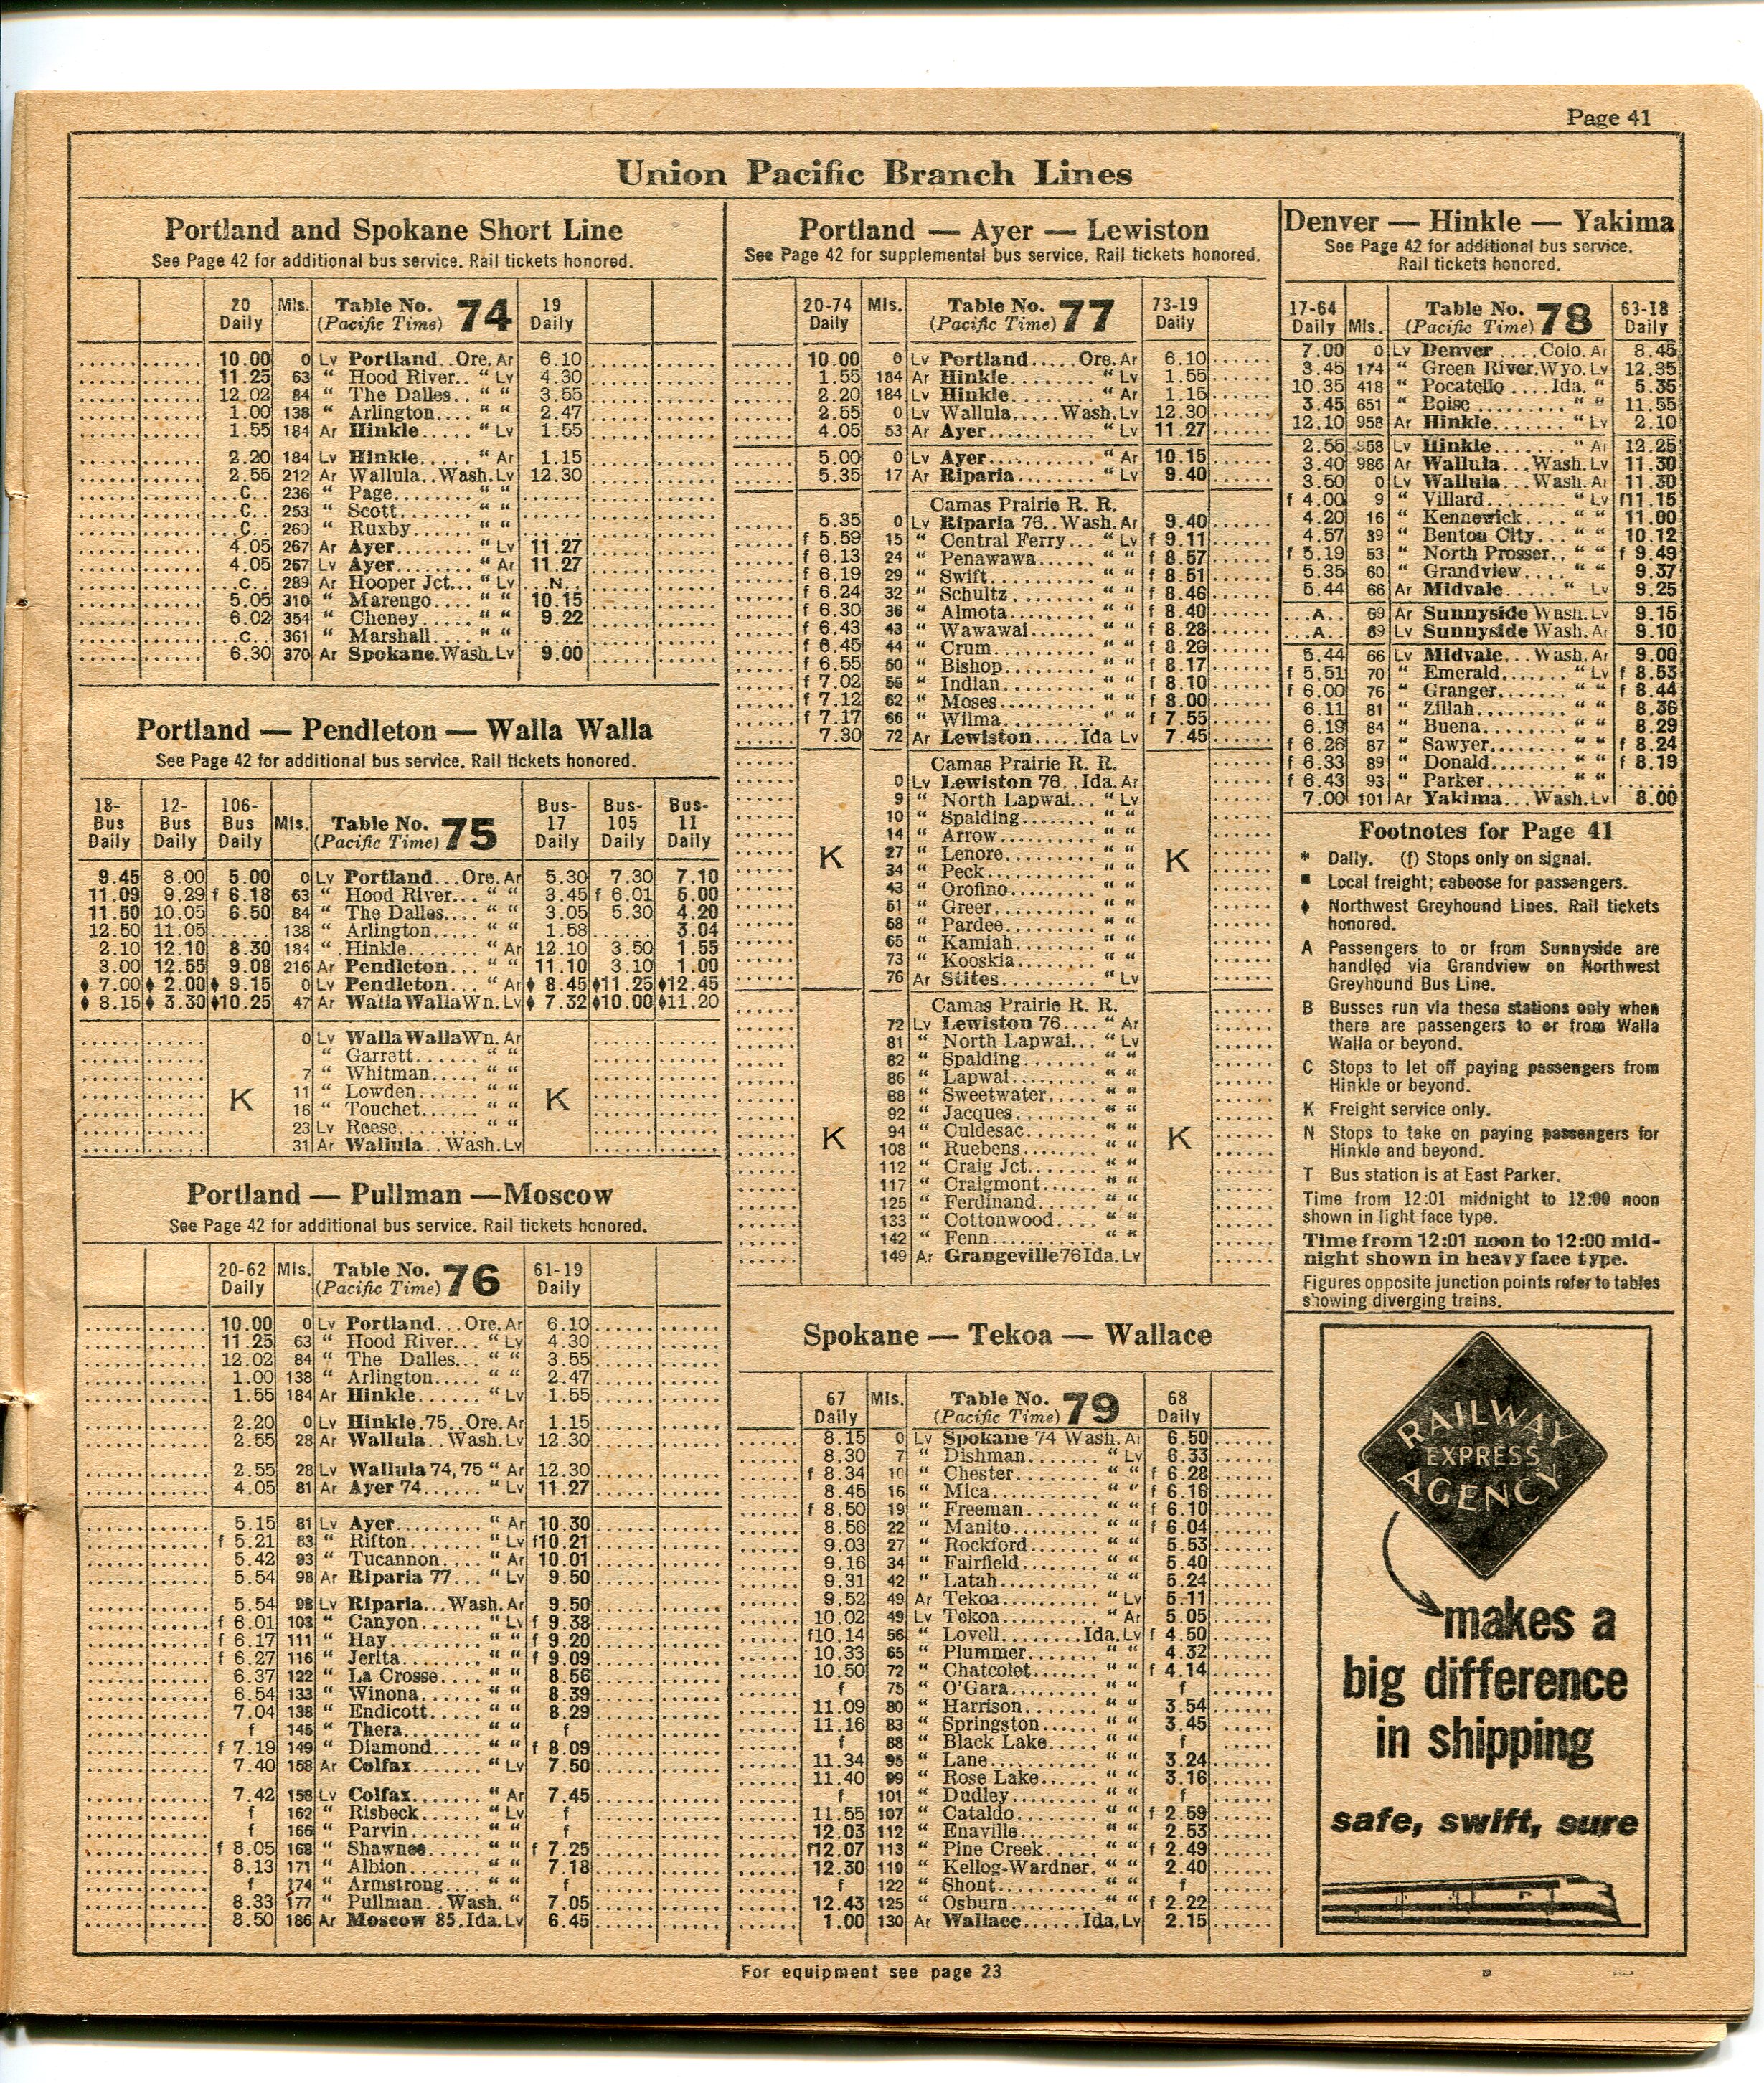 Page 41
Union Pacific Branch Lines
Portland and Spokane Short Line
See Page 42 for additional bus service. Rail tickets honored.
20 Daily Mls. Table No. 74 (Pacific Time) 19 Daily
10.00 0 Lv Portland..Ore. Ar 6.10
11.25 63 " Hood River.. " Lv 4.30
12.02 84 " The Dalles.. " " 3.55
1.00 138 " Arlington.... " " 2.47
1.55 184 Ar Hinkle..... " Lv 1.55
2.20 184 Lv Hinkle..... " Ar 1.15
2.55 212 Ar Wallula..Wash. Lv 12.30
..C.. 236 " Page........ " "
..C.. 253 " Scott....... " "
..C.. 260 " Ruxby...... " "
4.05 267 Ar Ayer........ " Lv 11.27
4.05 267 Lv Ayer........ " Ar 11.27
..C.. 289 Ar Hooper Jct... " Lv ..N..
5.05 310 " Marengo.... " " 10.15
6.02 354 " Cheney..... " " 9.22
..C.. 361 " Marshall.... " "
6.30 370 Ar Spokane.Wash. Lv 9.00
Portland — Pendleton — Walla Walla
See Page 42 for additional bus service. Rail tickets honored.
18-Bus Daily 12-Bus Daily 106-Bus Daily Mls. Table No. 75 (Pacific Time) Bus-17 Daily Bus-105 Daily Bus-11 Daily
9.45 8.00 5.00 0 Lv Portland...Ore. Ar 5.30 7.30 7.10
11.09 9.29 f 6.18 63 " Hood River... " " 3.45 f 6.01 5.00
11.50 10.05 6.50 84 " The Dalles.... " " 3.05 5.30 4.20
12.50 11.05 ...... 138 " Arlington..... " " 1.58 ...... 3.04
2.10 12.10 8.30 184 " Hinkle........ " Ar 12.10 3.50 1.55
3.00 12.55 9.08 216 Ar Pendleton... " " 11.10 3.10 1.00
♦ 7.00 ♦ 2.00 ♦ 9.15 0 Lv Pendleton... " Ar ♦ 8.45 ♦11.25 ♦12.45
♦ 8.15 ♦ 3.30 ♦10.25 47 Ar Walla Walla Wn. Lv ♦ 7.32 ♦10.00 ♦11.20
0 Lv Walla Walla Wn. Ar
" Garrett....... " "
7 " Whitman..... " "
11 " Lowden...... " "
K K
16 " Touchet...... " "
23 Lv Reese........ " "
31 Ar Wallula..Wash. Lv
Portland — Pullman — Moscow
See Page 42 for additional bus service. Rail tickets honored.
20-62 Daily Mls. Table No. 76 (Pacific Time) 61-19 Daily
10.00 0 Lv Portland...Ore. Ar 6.10
11.25 63 " Hood River... " Lv 4.30
12.02 84 " The Dalles... " " 3.55
1.00 138 " Arlington..... " " 2.47
1.55 184 Ar Hinkle...... " Lv 1.55
2.20 0 Lv Hinkle.75..Ore. Ar 1.15
2.55 28 Ar Wallula..Wash. Lv 12.30
2.55 28 Lv Wallula 74, 75 " Ar 12.30
4.05 81 Ar Ayer 74...... " Lv 11.27
5.15 81 Lv Ayer......... " Ar 10.30
f 5.21 83 " Rifton........ " Lv f10.21
5.42 93 " Tucannon.... " Ar 10.01
5.54 98 Ar Riparia 77... " Lv 9.50
5.54 98 Lv Riparia...Wash. Ar 9.50
f 6.01 103 " Canyon....... " Lv f 9.38
f 6.17 111 " Hay.......... " " f 9.20
f 6.27 116 " Jerita........ " " f 9.09
6.37 122 " La Crosse.... " " 8.56
6.54 133 " Winona...... " " 8.39
7.04 138 " Endicott..... " " 8.29
f 145 " Thera........ " " f
f 7.19 149 " Diamond..... " " f 8.09
7.40 158 Ar Colfax....... " Lv 7.50
7.42 158 Lv Colfax....... " Ar 7.45
f 162 " Risbeck...... " Lv f
f 166 " Parvin....... " " f
f 8.05 168 " Shawnee..... " " f 7.25
8.13 171 " Albion....... " " 7.18
f 174 " Armstrong... " " f
8.33 177 " Pullman..Wash. " 7.05
8.50 186 Ar Moscow 85.Ida. Lv 6.45
Portland — Ayer — Lewiston
See Page 42 for supplemental bus service. Rail tickets honored.
20-74 Daily Mls. Table No. 77 (Pacific Time) 73-19 Daily
10.00 0 Lv Portland.....Ore. Ar 6.10
1.55 184 Ar Hinkle......... " Lv 1.55
2.20 184 Lv Hinkle......... " Ar 1.15
2.55 0 Lv Wallula.....Wash. Lv 12.30
4.05 53 Ar Ayer........... " Lv 11.27
5.00 0 Lv Ayer........... " Ar 10.15
5.35 17 Ar Riparia........ " Lv 9.40
Camas Prairie R. R.
5.35 0 Lv Riparia 76..Wash. Ar 9.40
f 5.59 15 " Central Ferry... " Lv f 9.11
f 6.13 24 " Penawawa...... " " f 8.57
f 6.19 29 " Swift........... " " f 8.51
f 6.24 32 " Schultz......... " " f 8.46
f 6.30 36 " Almota......... " " f 8.40
f 6.43 43 " Wawawai....... " " f 8.28
f 6.45 44 " Crum........... " " f 8.26
f 6.55 50 " Bishop.......... " " f 8.17
f 7.02 55 " Indian.......... " " f 8.10
f 7.12 62 " Moses.......... " " f 8.00
f 7.17 66 " Wilma.......... " " f 7.55
7.30 72 Ar Lewiston.....Ida Lv 7.45
Camas Prairie R. R.
0 Lv Lewiston 76..Ida. Ar
9 " North Lapwai... " Lv
10 " Spalding........ " "
14 " Arrow.......... " "
K K
27 " Lenore.......... " "
34 " Peck............ " "
43 " Orofino......... " "
51 " Greer........... " "
58 " Pardee.......... " "
65 " Kamiah......... " "
73 " Kooskia......... " "
76 Ar Stites.......... " Lv
Camas Prairie R. R.
72 Lv Lewiston 76.... " Ar
81 " North Lapwai... " Lv
82 " Spalding........ " "
86 " Lapwai.......... " "
88 " Sweetwater...... " "
92 " Jacques......... " "
K K
94 " Culdesac........ " "
108 " Ruebens......... " "
112 " Craig Jct........ " "
117 " Craigmont....... " "
125 " Ferdinand....... " "
133 " Cottonwood.... " "
142 " Fenn............ " "
149 Ar Grangeville 76 Ida. Lv
Spokane — Tekoa — Wallace
67 Daily Mls. Table No. 79 (Pacific Time) 68 Daily
8.15 0 Lv Spokane 74 Wash. Ar 6.50
8.30 7 " Dishman........ " Lv 6.33
f 8.34 10 " Chester......... " " f 6.28
8.45 16 " Mica............ " " f 6.16
f 8.50 19 " Freeman........ " " f 6.10
8.56 22 " Manito.......... " " f 6.04
9.03 27 " Rockford........ " " 5.53
9.16 34 " Fairfield......... " " 5.40
9.31 42 " Latah........... " " 5.24
9.52 49 Ar Tekoa........... " Lv 5.11
10.02 49 Lv Tekoa........... " Ar 5.05
f10.14 56 " Lovell........Ida. Lv f 4.50
10.33 65 " Plummer........ " " 4.32
10.50 72 " Chatcolet........ " " f 4.14
f 75 " O'Gara.......... " " f
11.09 80 " Harrison........ " " 3.54
11.16 83 " Springston...... " " 3.45
f 88 " Black Lake...... " " f
11.34 95 " Lane............ " " 3.24
11.40 99 " Rose Lake...... " " 3.16
f 101 " Dudley.......... " " f
11.55 107 " Cataldo......... " " f 2.59
12.03 112 " Enaville......... " " 2.53
f12.07 113 " Pine Creek..... " " f 2.49
12.30 119 " Kellog-Wardner. " " 2.40
f 122 " Shont........... " " f
12.43 125 " Osburn.......... " " f 2.22
1.00 130 Ar Wallace......Ida. Lv 2.15
Denver — Hinkle — Yakima
See Page 42 for additional bus service.
Rail tickets honored.
17-64 Daily Mls. Table No. 78 (Pacific Time) 63-18 Daily
7.00 0 Lv Denver....Colo. Ar 8.45
3.45 174 " Green River.Wyo. Lv 12.35
10.35 418 " Pocatello....Ida. " 5.35
3.45 651 " Boise......... " " 11.55
12.10 958 Ar Hinkle....... " Lv 2.10
2.55 958 Lv Hinkle........ " Ar 12.25
3.40 986 Ar Wallula...Wash. Lv 11.30
3.50 0 Lv Wallula...Wash. Ar 11.30
f 4.00 9 " Villard........ " Lv f11.15
4.20 16 " Kennewick.... " " 11.00
4.57 39 " Benton City... " " 10.12
f 5.19 53 " North Prosser.. " " f 9.49
5.35 60 " Grandview.... " " 9.37
5.44 66 Ar Midvale..... " Lv 9.25
...A.. 69 Ar Sunnyside Wash. Lv 9.15
...A.. 69 Lv Sunnyside Wash. Ar 9.10
5.44 66 Lv Midvale...Wash. Ar 9.00
f 5.51 70 " Emerald....... " Lv f 8.53
f 6.00 76 " Granger....... " " f 8.44
6.11 81 " Zillah......... " " 8.36
6.19 84 " Buena......... " " 8.29
f 6.26 87 " Sawyer........ " " f 8.24
f 6.33 89 " Donald........ " " f 8.19
f 6.43 93 " Parker........ " " ......
7.00 101 Ar Yakima...Wash. Lv 8.00
Footnotes for Page 41
* Daily. (f) Stops only on signal.
■ Local freight; caboose for passengers.
♦ Northwest Greyhound Lines. Rail tickets
honored.
A Passengers to or from Sunnyside are
handled via Grandview on Northwest
Greyhound Bus Line.
B Busses run via these stations only when
there are passengers to or from Walla
Walla or beyond.
C Stops to let off paying passengers from
Hinkle or beyond.
K Freight service only.
N Stops to take on paying passengers for
Hinkle and beyond.
T Bus station is at East Parker.
Time from 12:01 midnight to 12:00 noon
shown in light face type.
Time from 12:01 noon to 12:00 mid-
night shown in heavy face type.
Figures opposite junction points refer to tables
showing diverging trains.
RAILWAY
EXPRESS
AGENCY
makes a
big difference
in shipping
safe, swift, sure
For equipment see page 23